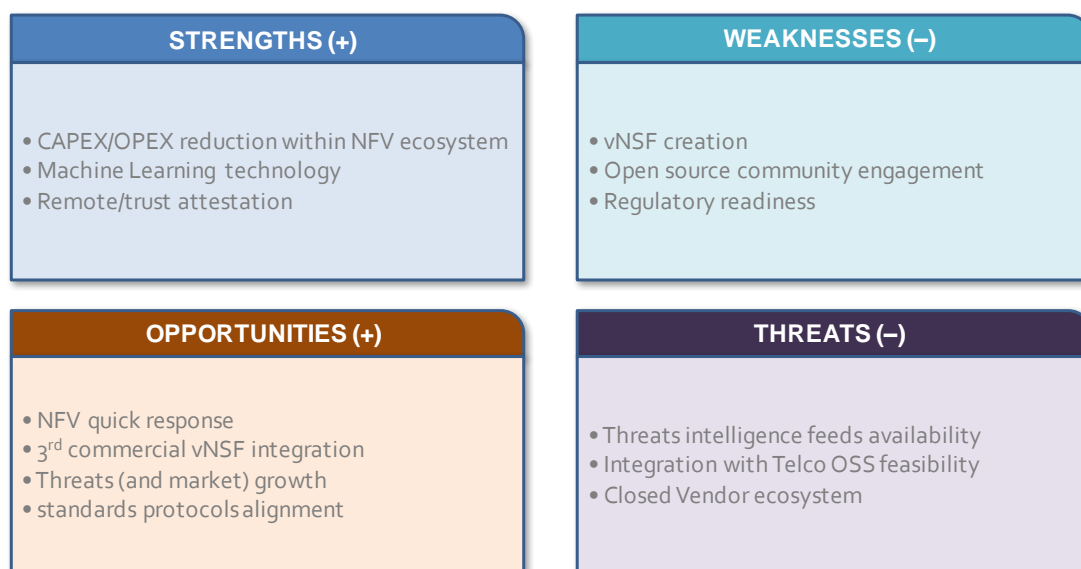 STRENGTHS (+)
• CAPEX/OPEX reduction within NFV ecosystem
• Machine Learning technology
• Remote/trust attestation
WEAKNESSES (–)
• vNSF creation
• Open source community engagement
• Regulatory readiness
OPPORTUNITIES (+)
• NFV quick response
• 3rd commercial vNSF integration
• Threats (and market) growth
• standards protocols alignment
THREATS (–)
• Threats intelligence feeds availability
• Integration with Telco OSS feasibility
• Closed Vendor ecosystem